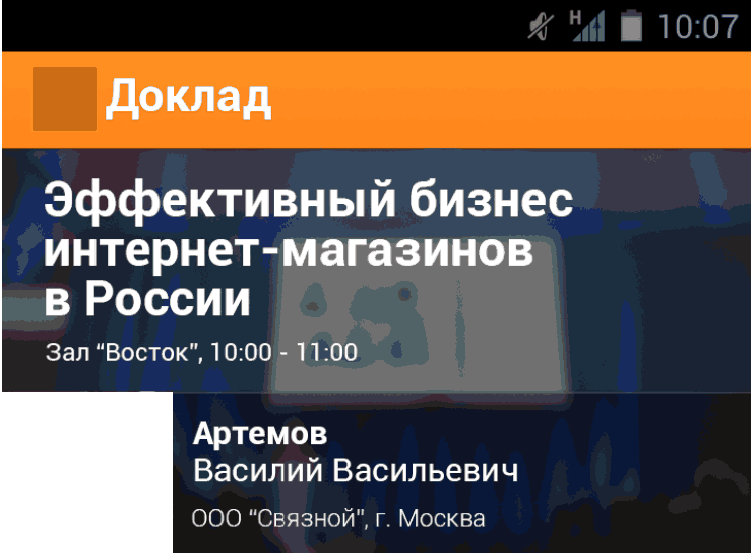 H 10:07
Доклад
Эффективный бизнес
интернет-магазинов
в России
Зал “Восток”, 10:00 - 11:00
Артемов
Василий Васильевич
ООО “Связной”, г. Москва